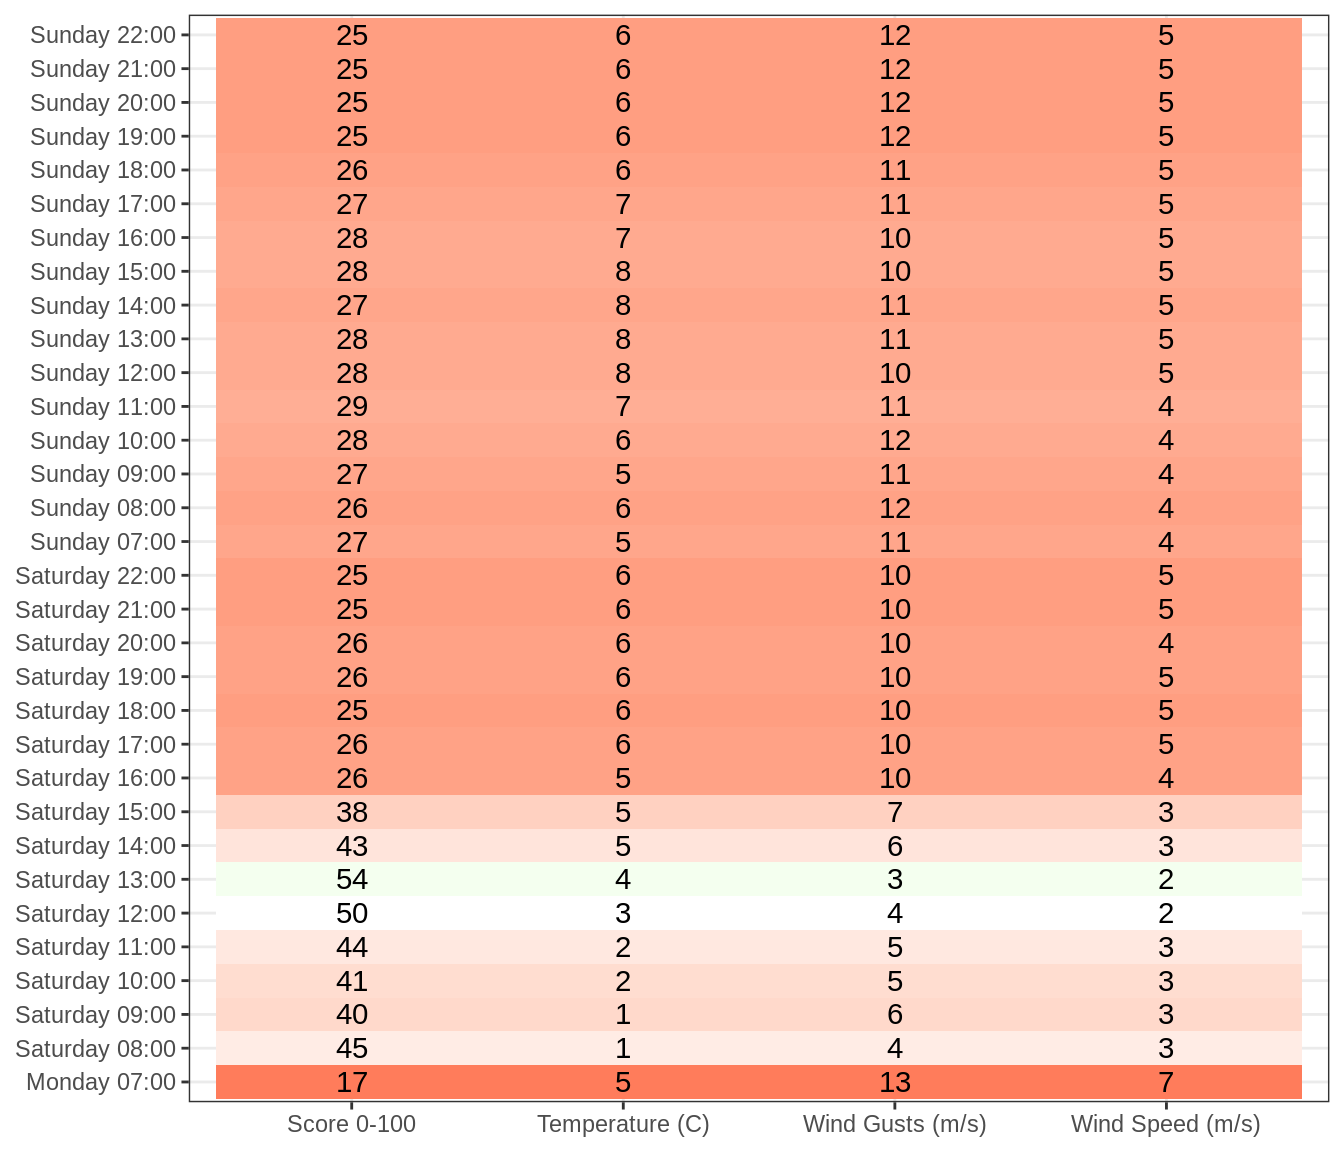 Sunday 22:00 25 6 12 5
Sunday 21:00 25 6 12 5
Sunday 20:00 25 6 12 5
Sunday 19:00 25 6 12 5
Sunday 18:00 26 6 11 5
Sunday 17:00 27 7 11 5
Sunday 16:00 28 7 10 5
Sunday 15:00 28 8 10 5
Sunday 14:00 27 8 11 5
Sunday 13:00 28 8 11 5
Sunday 12:00 28 8 10 5
Sunday 11:00 29 7 11 4
Sunday 10:00 28 6 12 4
Sunday 09:00 27 5 11 4
Sunday 08:00 26 6 12 4
Sunday 07:00 27 5 11 4
Saturday 22:00 25 6 10 5
Saturday 21:00 25 6 10 5
Saturday 20:00 26 6 10 4
Saturday 19:00 26 6 10 5
Saturday 18:00 25 6 10 5
Saturday 17:00 26 6 10 5
Saturday 16:00 26 5 10 4
Saturday 15:00 38 5 7 3
Saturday 14:00 43 5 6 3
Saturday 13:00 54 4 3 2
Saturday 12:00 50 3 4 2
Saturday 11:00 44 2 5 3
Saturday 10:00 41 2 5 3
Saturday 09:00 40 1 6 3
Saturday 08:00 45 1 4 3
Monday 07:00 17 5 13 7
Score 0-100 Temperature (C) Wind Gusts (m/s) Wind Speed (m/s)